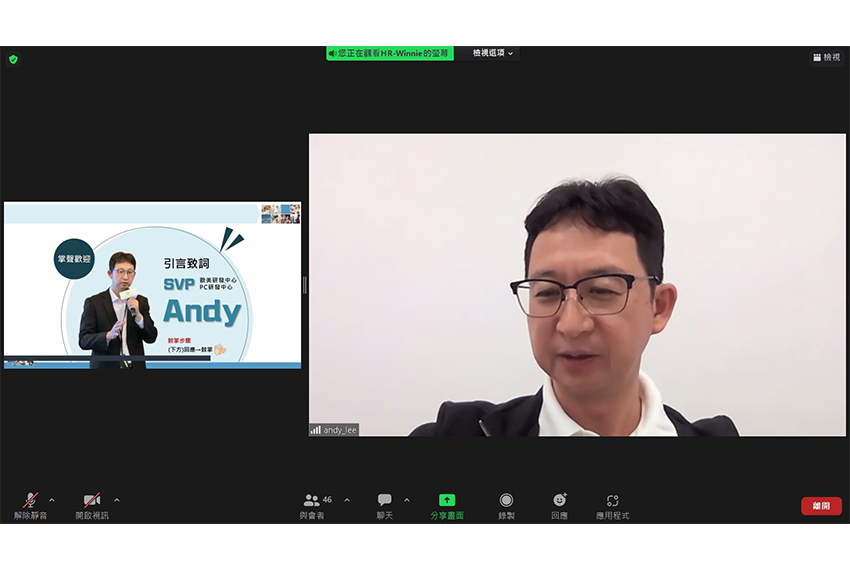 您正在觀看HR-Winnie的螢幕
檢視選項
檢視
掌聲歡迎
引言致詞
SVP
數據研發中心
PC研發中心
Andy
鼓掌步驟
(下方)回應→鼓掌
andy_lee
解除靜音
開啟視訊
46
與會者
聊天
分享畫面
錄製
回應
應用程式
離開